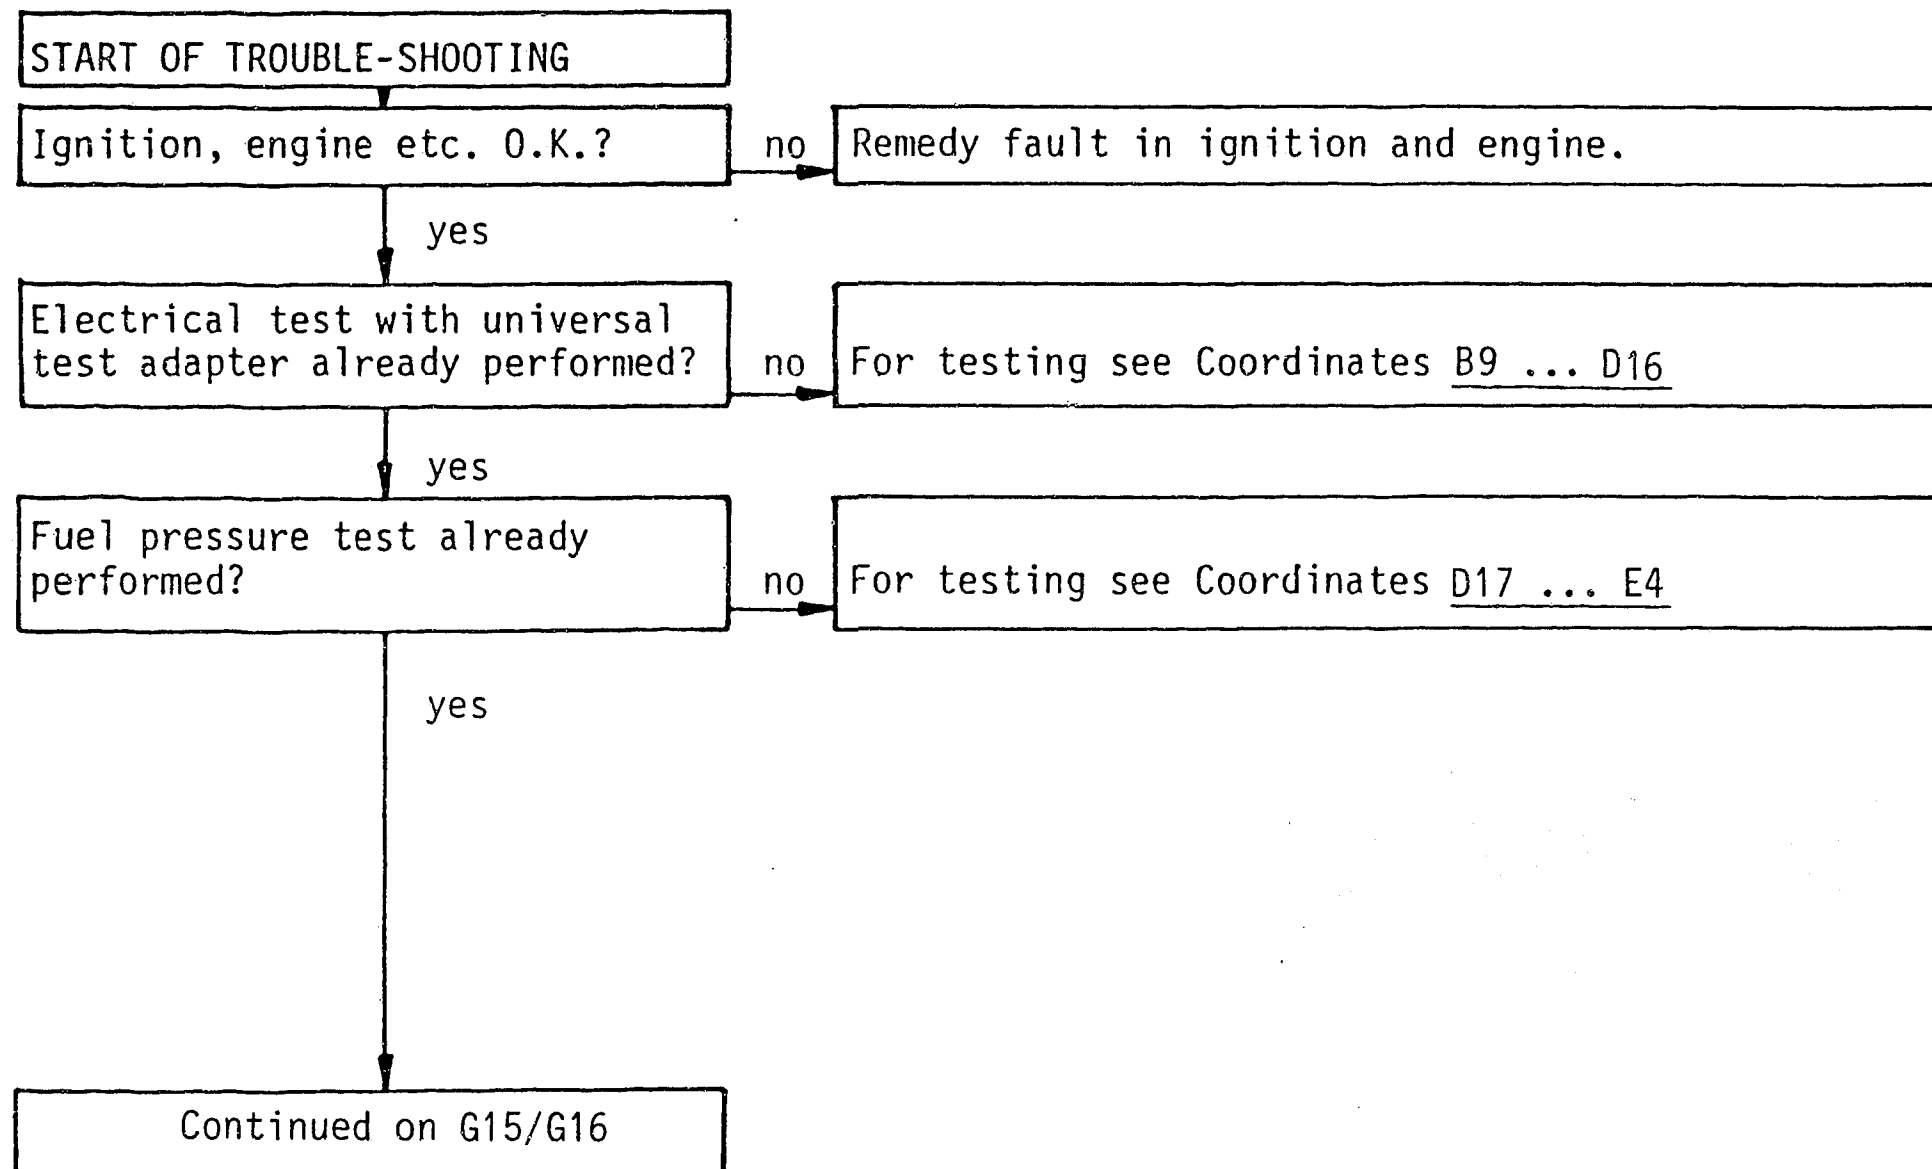 START OF TROUBLE-SHOOTING
Ignition, engine etc. O.K.?
no
Remedy fault in ignition and engine.
yes
Electrical test with universal
test adapter already performed?
no
For testing see Coordinates B9 ... D16
yes
Fuel pressure test already
performed?
no
For testing see Coordinates D17 ... E4
yes
Continued on G15/G16